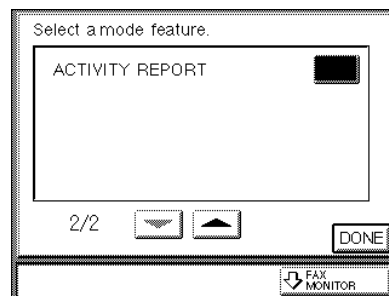 Select a mode feature.
ACTIVITY REPORT
2/2
DONE
FAX
MONITOR